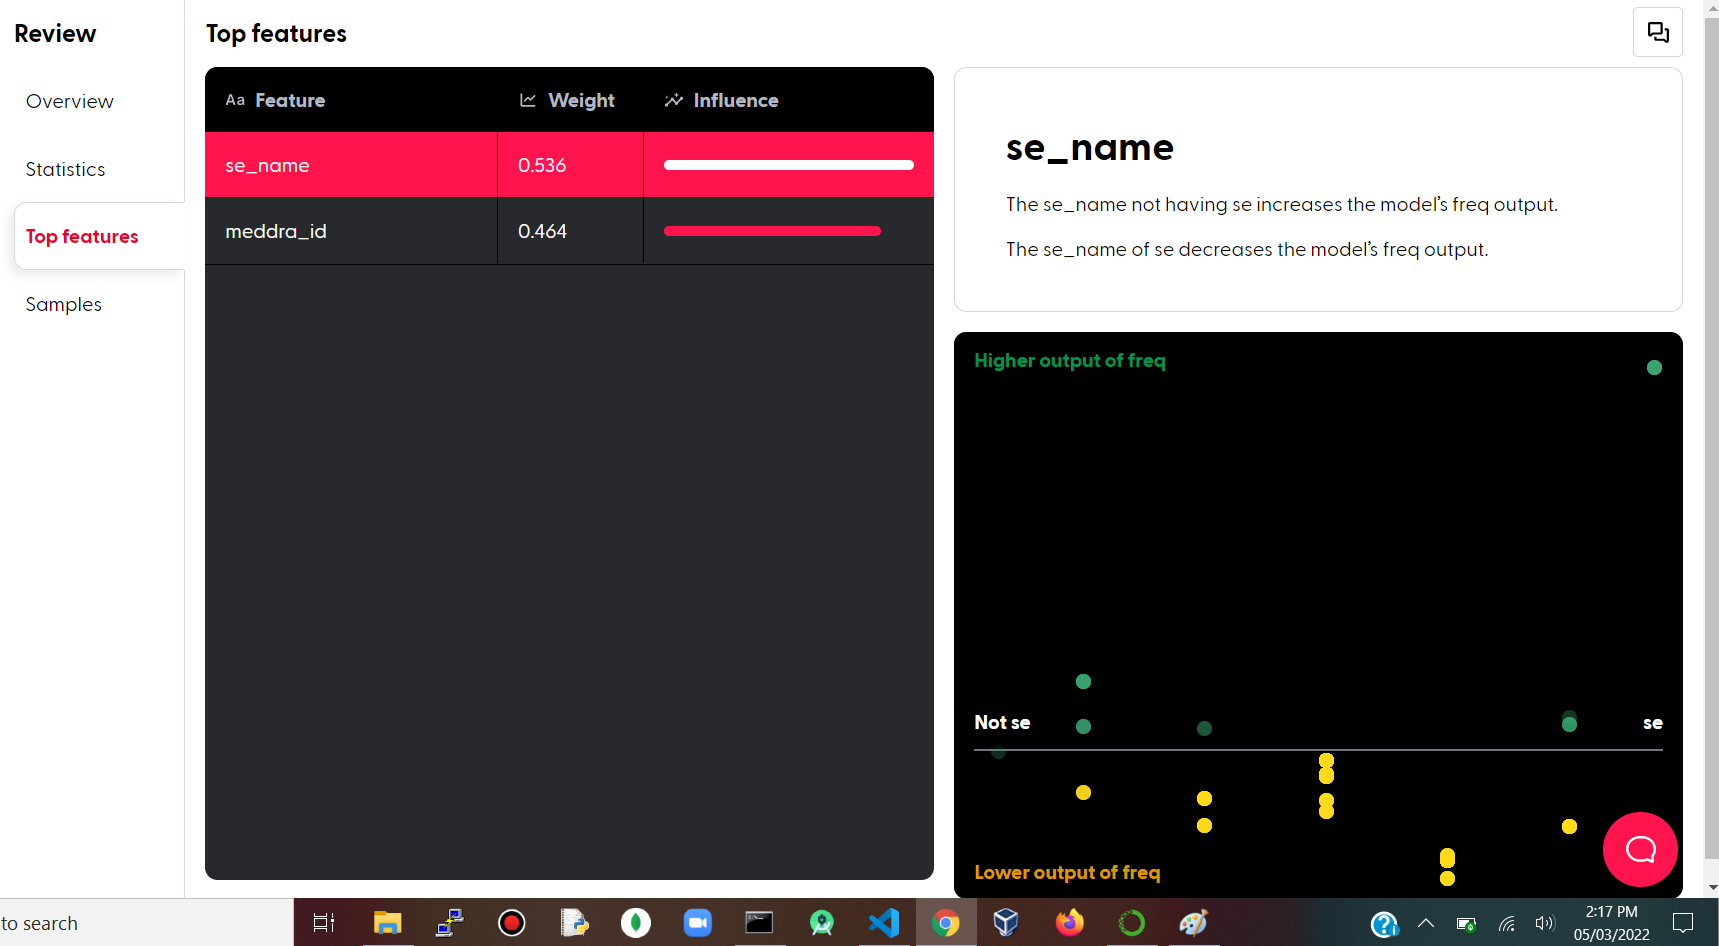 Review
Overview
Statistics
Top features
Samples
Top features
Aa Feature Weight Influence
se_name 0.536
meddra_id 0.464
se_name
The se_name not having se increases the model’s freq output.
The se_name of se decreases the model’s freq output.
Higher output of freq
Not se se
Lower output of freq
to search
2:17 PM
05/03/2022